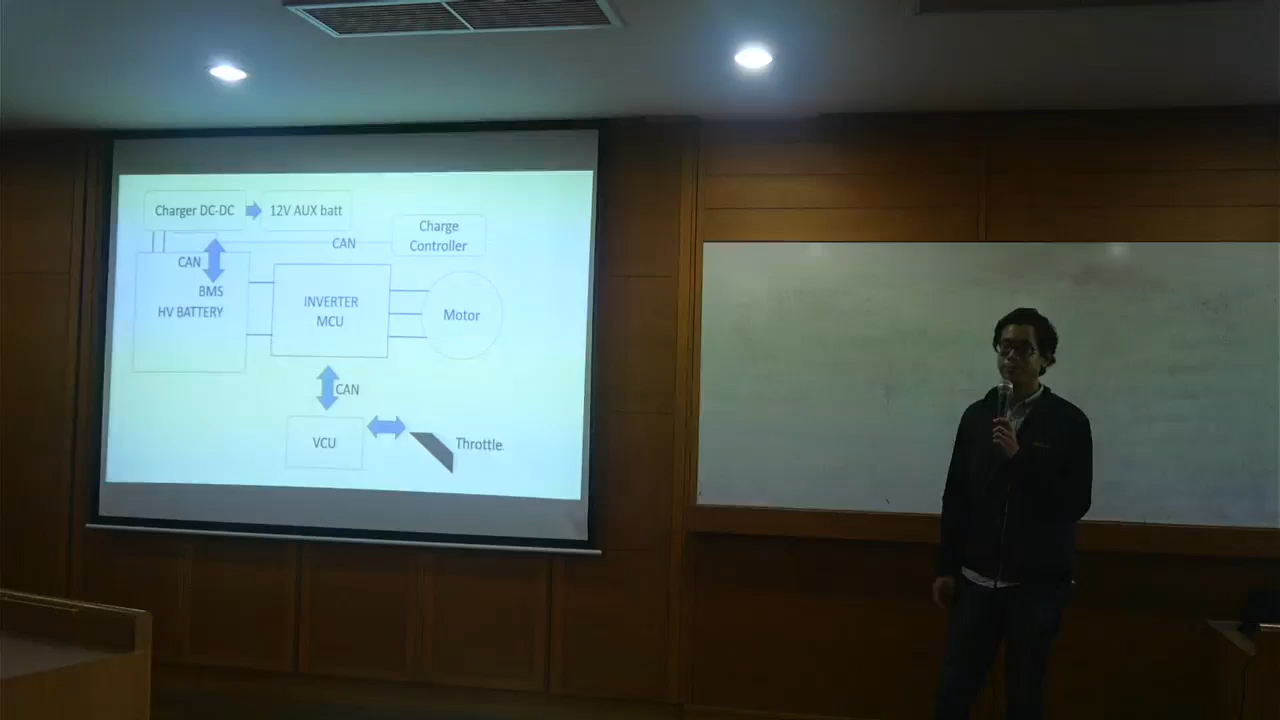 Charger DC-DC
12V AUX batt
Charge
Controller
CAN
CAN
BMS
HV BATTERY
INVERTER
MCU
Motor
CAN
VCU
Throttle